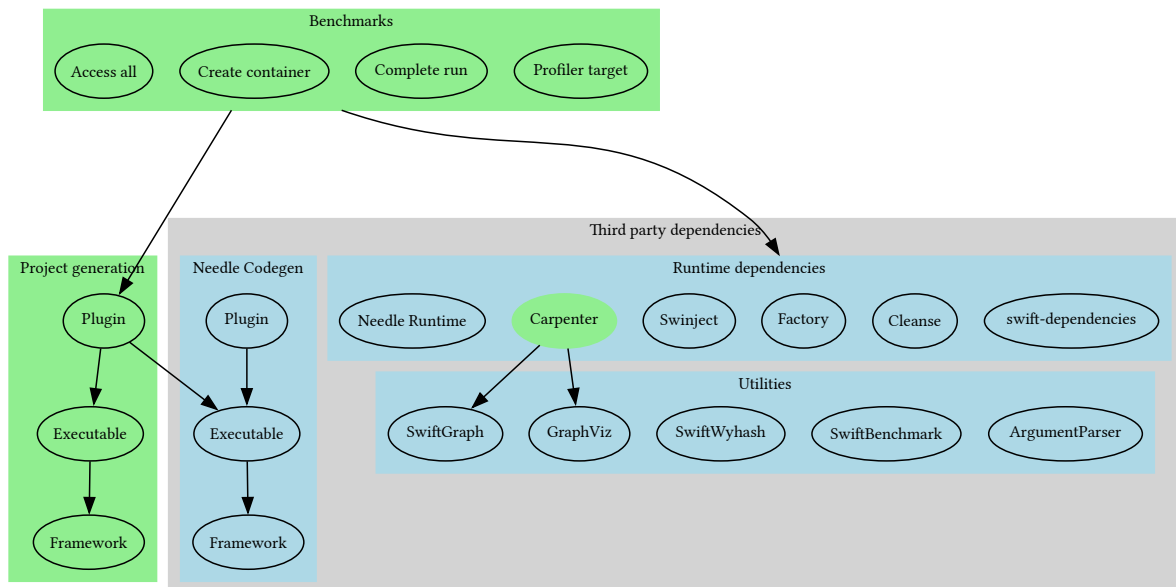 Benchmarks
Access all
Create container
Complete run
Profiler target
Third party dependencies
Project generation
Needle Codegen
Runtime dependencies
Plugin
Plugin
Needle Runtime
Carpenter
Swinject
Factory
Cleanse
swift-dependencies
Utilities
Executable
Executable
SwiftGraph
GraphViz
SwiftWyhash
SwiftBenchmark
ArgumentParser
Framework
Framework